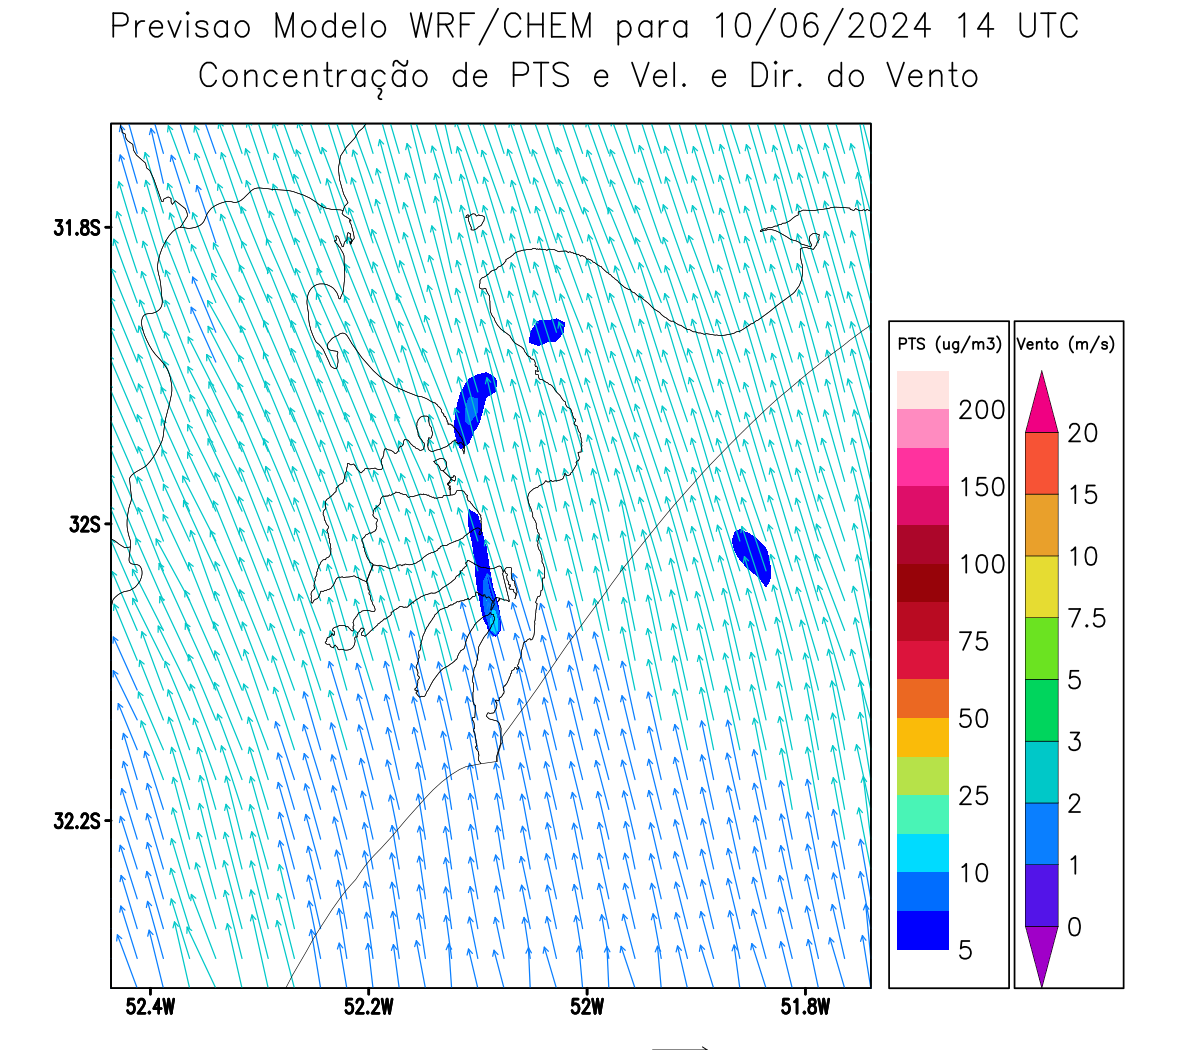 Previsao Modelo WRF/CHEM para 10/06/2024 14 UTC
Concentração de PTS e Vel. e Dir. do Vento
31.8S
32S
32.2S
52.4W
52.2W
52W
51.8W
PTS (ug/m3)
200
150
100
75
50
25
10
5
Vento (m/s)
20
15
10
7.5
5
3
2
1
0